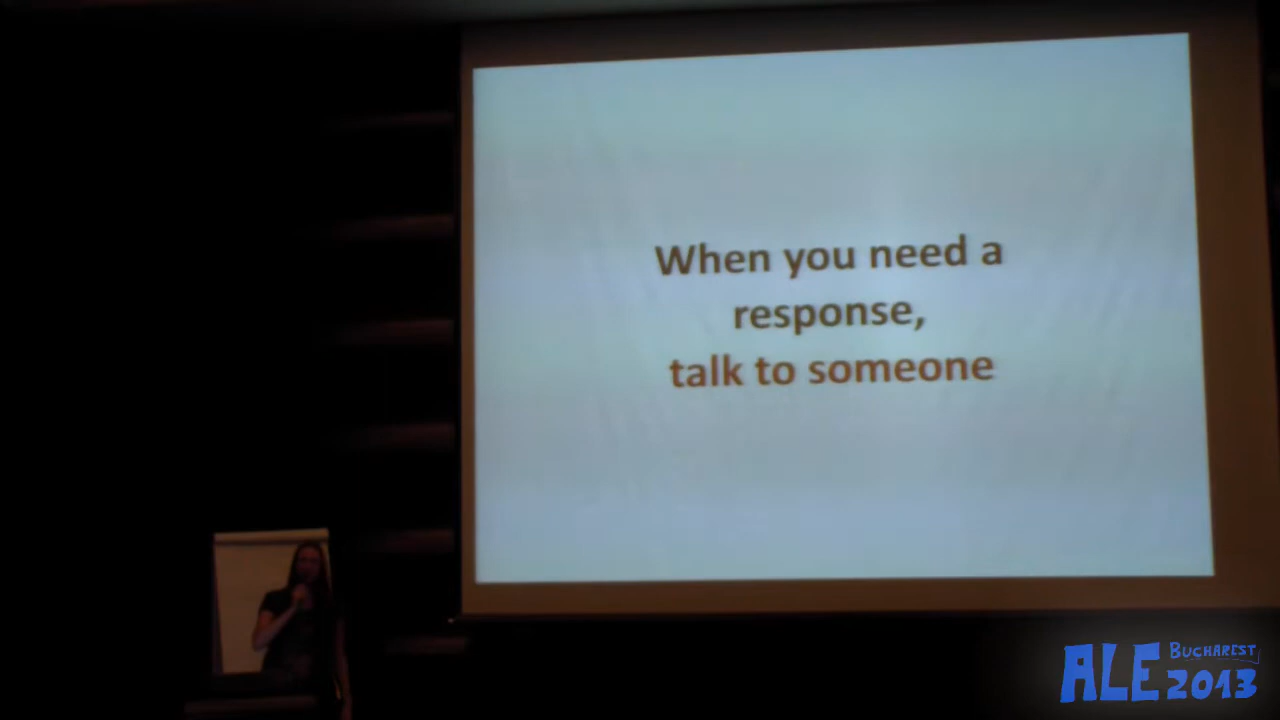 When you need a
response,
talk to someone
ALE BUCHAREST
2013